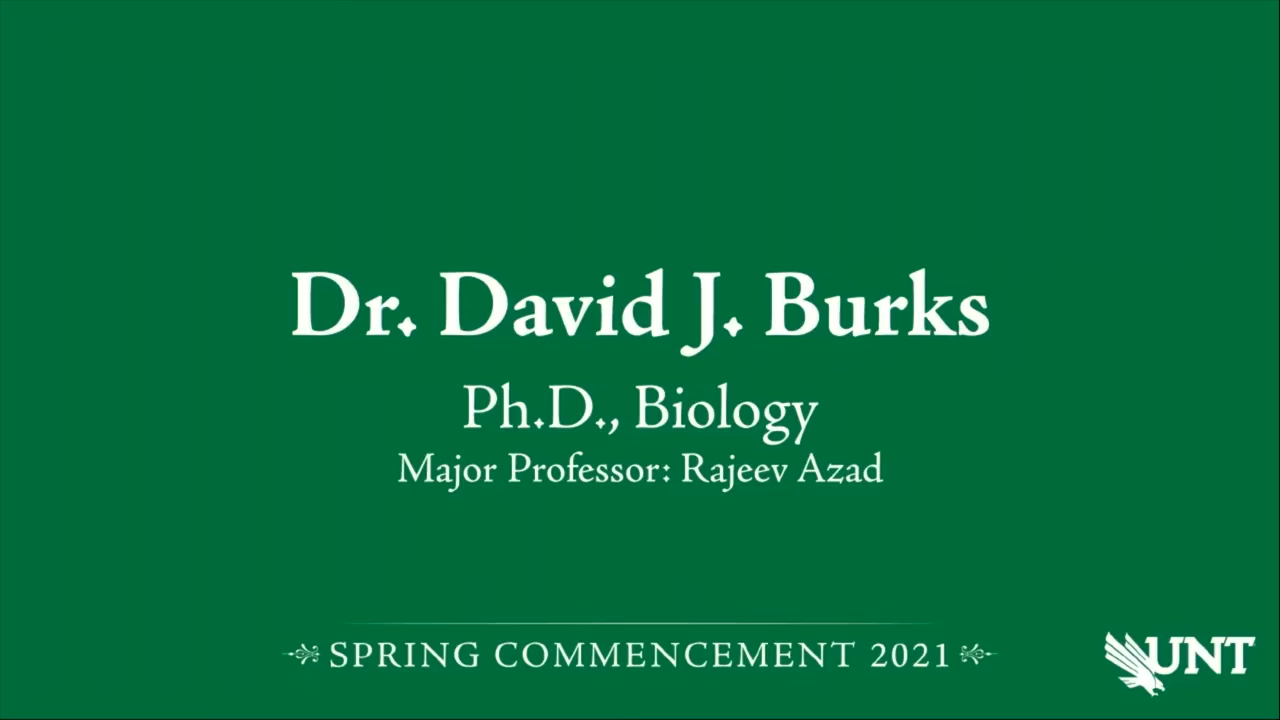 Dr. David J. Burks
Ph.D., Biology
Major Professor: Rajeev Azad
SPRING COMMENCEMENT 2021
UNT